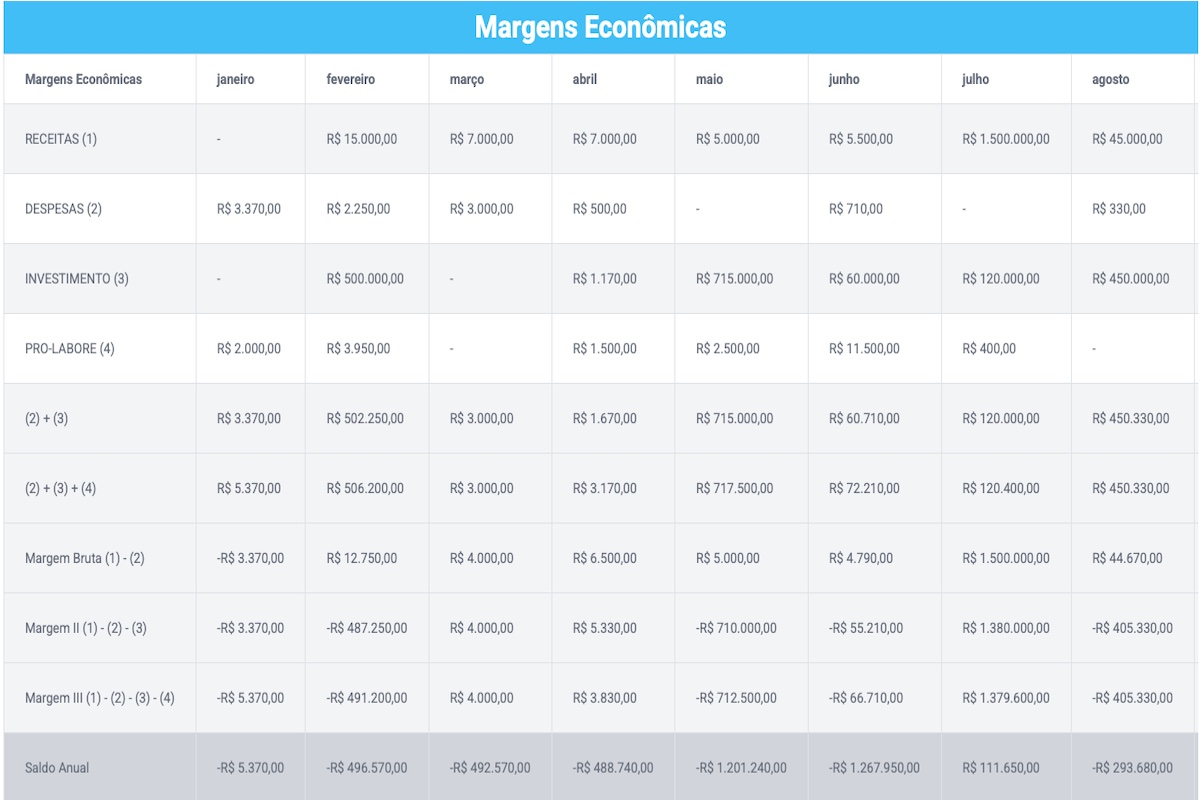 Margens Econômicas
Margens Econômicas janeiro fevereiro março abril maio junho julho agosto
RECEITAS (1) - R$ 15.000,00 R$ 7.000,00 R$ 7.000,00 R$ 5.000,00 R$ 5.500,00 R$ 1.500.000,00 R$ 45.000,00
DESPESAS (2) R$ 3.370,00 R$ 2.250,00 R$ 3.000,00 R$ 500,00 - R$ 710,00 - R$ 330,00
INVESTIMENTO (3) - R$ 500.000,00 - R$ 1.170,00 R$ 715.000,00 R$ 60.000,00 R$ 120.000,00 R$ 450.000,00
PRO-LABORE (4) R$ 2.000,00 R$ 3.950,00 - R$ 1.500,00 R$ 2.500,00 R$ 11.500,00 R$ 400,00 -
(2) + (3) R$ 3.370,00 R$ 502.250,00 R$ 3.000,00 R$ 1.670,00 R$ 715.000,00 R$ 60.710,00 R$ 120.000,00 R$ 450.330,00
(2) + (3) + (4) R$ 5.370,00 R$ 506.200,00 R$ 3.000,00 R$ 3.170,00 R$ 717.500,00 R$ 72.210,00 R$ 120.400,00 R$ 450.330,00
Margem Bruta (1) - (2) -R$ 3.370,00 R$ 12.750,00 R$ 4.000,00 R$ 6.500,00 R$ 5.000,00 R$ 4.790,00 R$ 1.500.000,00 R$ 44.670,00
Margem II (1) - (2) - (3) -R$ 3.370,00 -R$ 487.250,00 R$ 4.000,00 R$ 5.330,00 -R$ 710.000,00 -R$ 55.210,00 R$ 1.380.000,00 -R$ 405.330,00
Margem III (1) - (2) - (3) - (4) -R$ 5.370,00 -R$ 491.200,00 R$ 4.000,00 R$ 3.830,00 -R$ 712.500,00 -R$ 66.710,00 R$ 1.379.600,00 -R$ 405.330,00
Saldo Anual -R$ 5.370,00 -R$ 496.570,00 -R$ 492.570,00 -R$ 488.740,00 -R$ 1.201.240,00 -R$ 1.267.950,00 R$ 111.650,00 -R$ 293.680,00